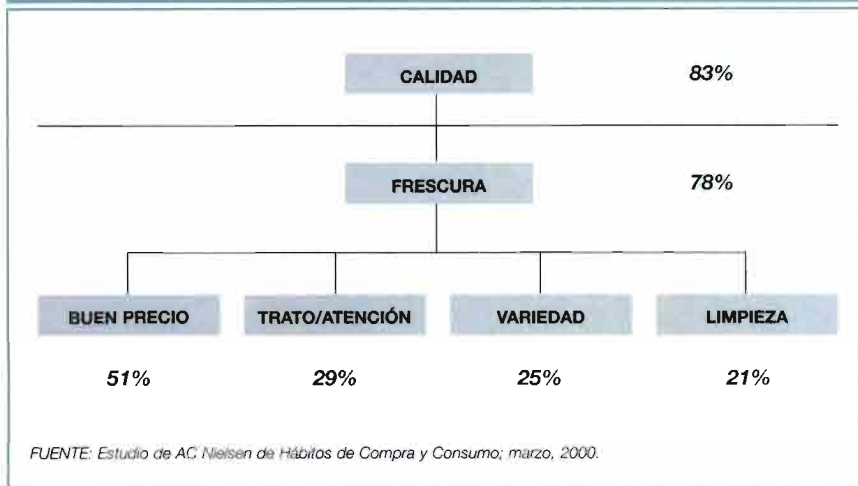 CALIDAD 83%
FRESCURA 78%
BUEN PRECIO TRATO/ATENCIÓN VARIEDAD LIMPIEZA
51% 29% 25% 21%
FUENTE: Estudio de AC Nielsen de Hábitos de Compra y Consumo; marzo, 2000.